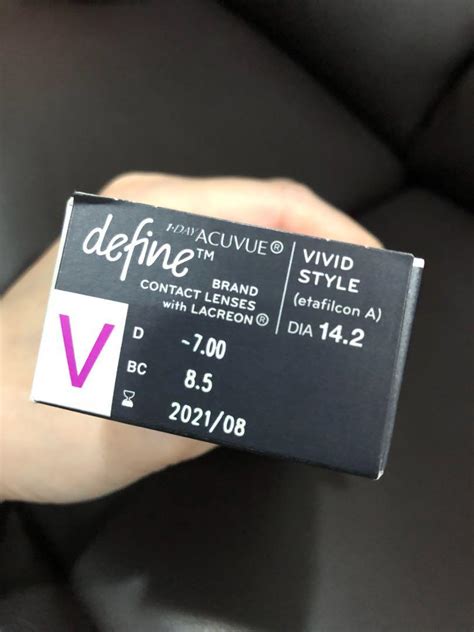 1-DAY ACUVUE®
define™
BRAND
CONTACT LENSES
with LACREON®
VIVID
STYLE
(etafilcon A)
DIA 14.2
V
D -7.00
BC 8.5
2021/08